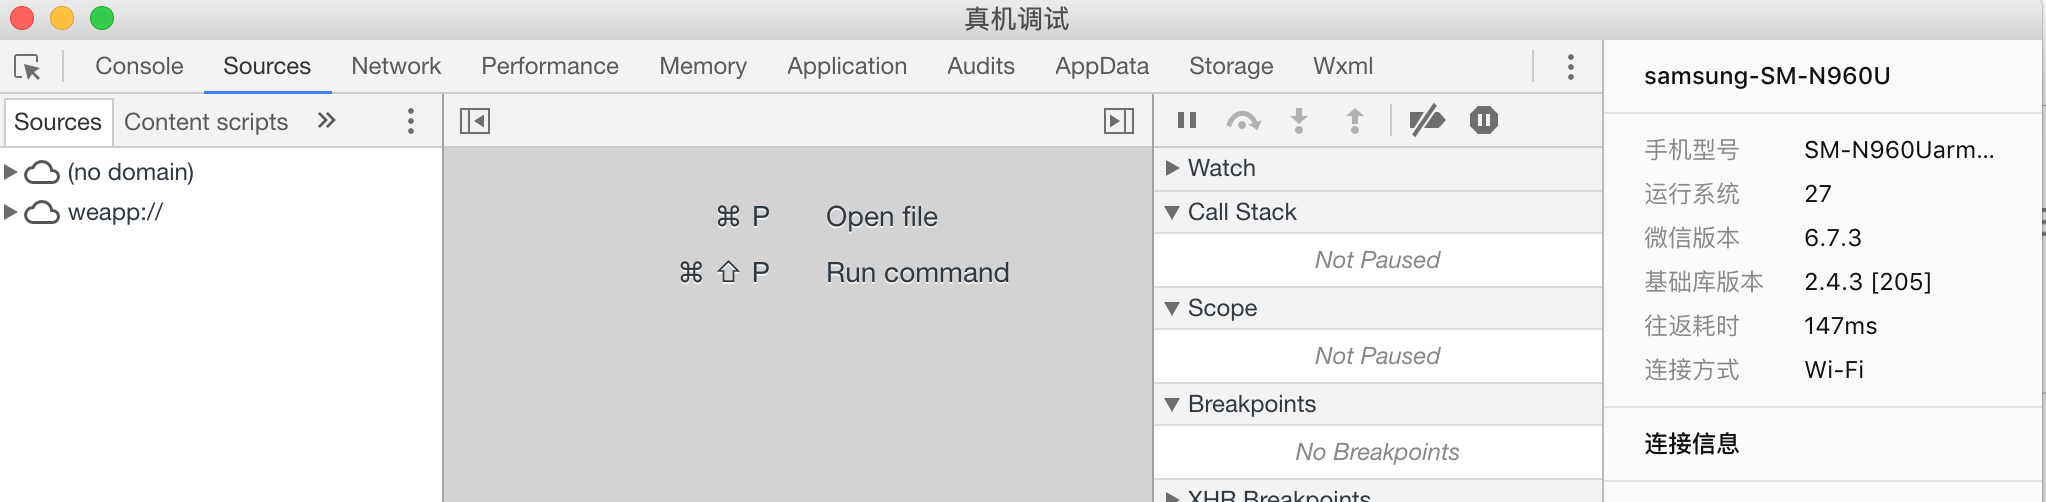 真机调试
Console Sources Network Performance Memory Application Audits AppData Storage Wxml
Sources Content scripts »
(no domain)
weapp://
⌘ P Open file
⌘ ⇧ P Run command
Watch
Call Stack
Not Paused
Scope
Not Paused
Breakpoints
No Breakpoints
XHR Breakpoints
samsung-SM-N960U
手机型号 SM-N960Uarm...
运行系统 27
微信版本 6.7.3
基础库版本 2.4.3 [205]
往返耗时 147ms
连接方式 Wi-Fi
连接信息